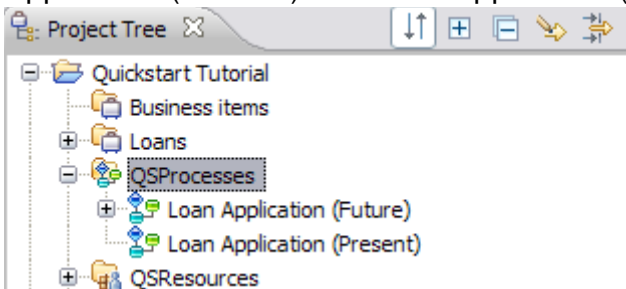 Project Tree
Quickstart Tutorial
Business items
Loans
QSProcesses
Loan Application (Future)
Loan Application (Present)
QSResources